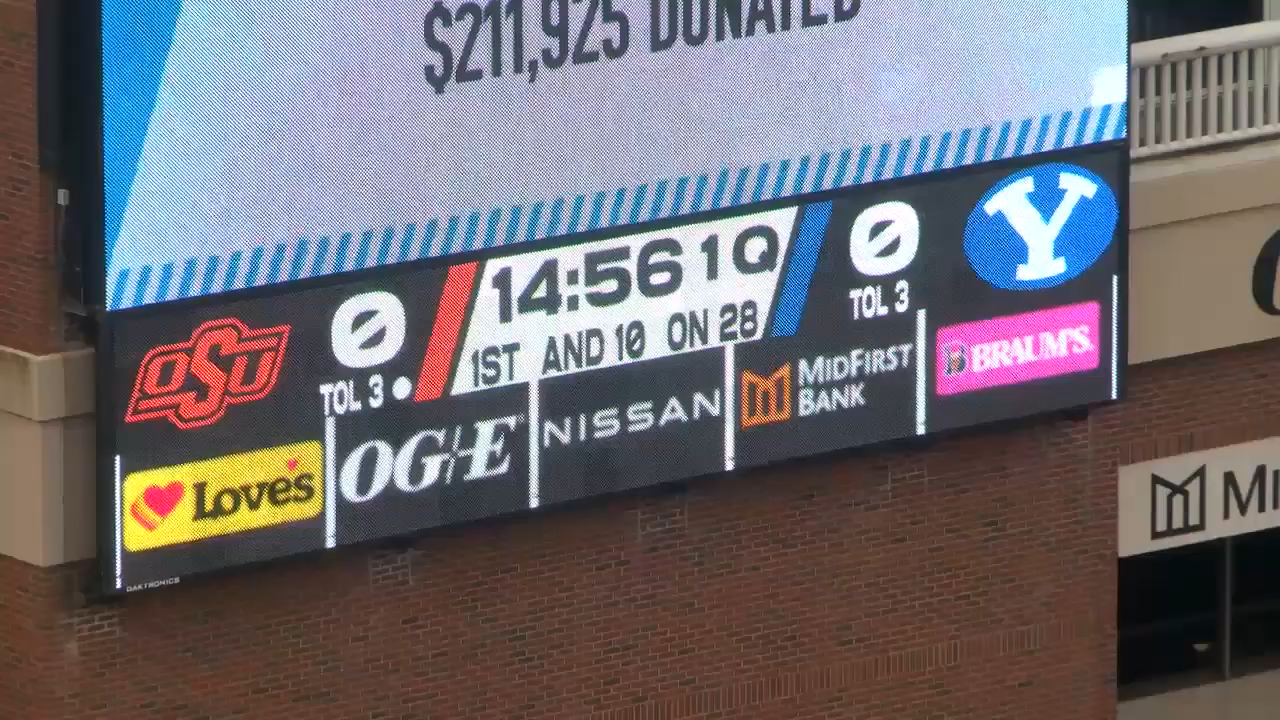 $211,925 DONATED
14:56 1Q
1ST AND 10 ON 28
OSU
0
TOL 3
0
TOL 3
Y
Love's
OG+E
NISSAN
MIDFIRST
BANK
B BRAUM'S
DAKTRONICS